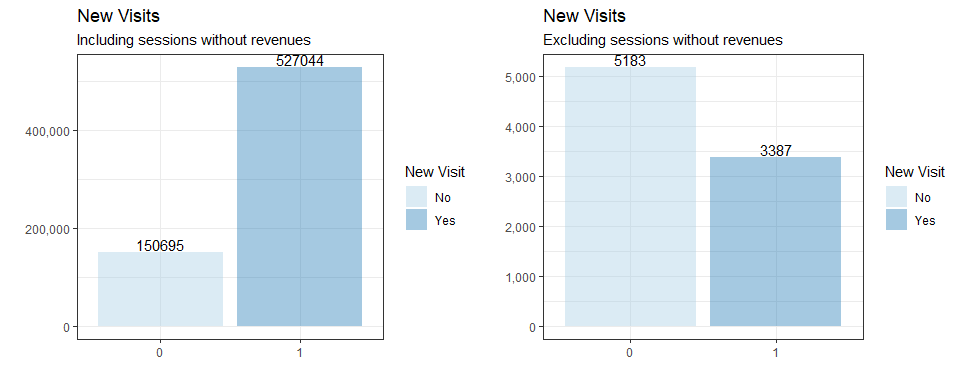 New Visits
Including sessions without revenues
527044
400,000
200,000
150695
0
0
1
New Visit
No
Yes
New Visits
Excluding sessions without revenues
5183
5,000
4,000
3387
3,000
2,000
1,000
0
0
1
New Visit
No
Yes